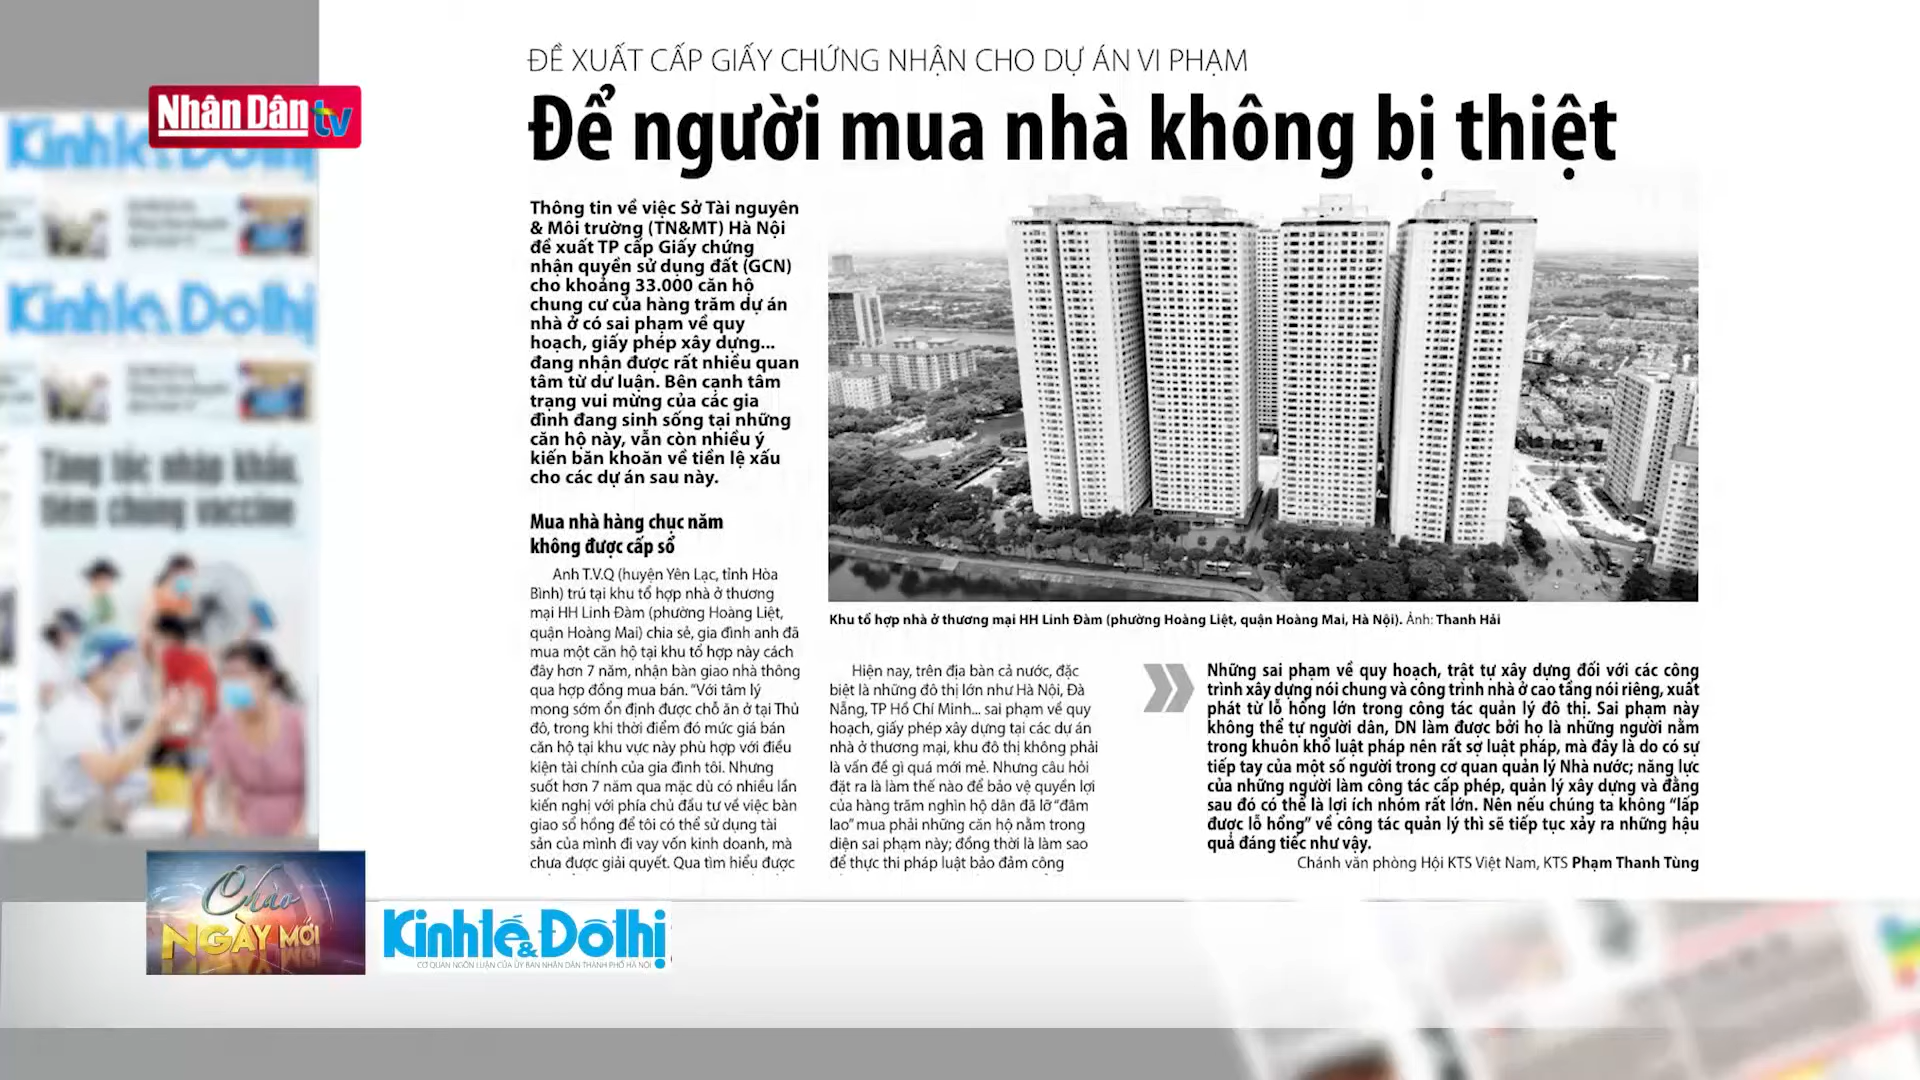 ĐỀ XUẤT CẤP GIẤY CHỨNG NHẬN CHO DỰ ÁN VI PHẠM
Để người mua nhà không bị thiệt
Nhân Dân tv
Kinhtế & Đôthị
Kinhtế & Đôthị
Tăng tốc nhập khẩu,
tiêm chủng vaccine
Thông tin về việc Sở Tài nguyên
& Môi trường (TN&MT) Hà Nội
đề xuất TP cấp Giấy chứng
nhận quyền sử dụng đất (GCN)
cho khoảng 33.000 căn hộ
chung cư của hàng trăm dự án
nhà ở có sai phạm về quy
hoạch, giấy phép xây dựng...
đang nhận được rất nhiều quan
tâm từ dư luận. Bên cạnh tâm
trạng vui mừng của các gia
đình đang sinh sống tại những
căn hộ này, vẫn còn nhiều ý
kiến băn khoăn về tiền lệ xấu
cho các dự án sau này.
Mua nhà hàng chục năm
không được cấp sổ
Anh T.V.Q (huyện Yên Lạc, tỉnh Hòa
Bình) trú tại khu tổ hợp nhà ở thương
mại HH Linh Đàm (phường Hoàng Liệt,
quận Hoàng Mai) chia sẻ, gia đình anh đã
mua một căn hộ tại khu tổ hợp này cách
đây hơn 7 năm, nhận bàn giao nhà thông
qua hợp đồng mua bán. “Với tâm lý
mong sớm ổn định được chỗ ăn ở tại Thủ
đô, trong khi thời điểm đó mức giá bán
căn hộ tại khu vực này phù hợp với điều
kiện tài chính của gia đình tôi. Nhưng
suốt hơn 7 năm qua mặc dù có nhiều lần
kiến nghị với phía chủ đầu tư về việc bàn
giao sổ hồng để tôi có thể sử dụng tài
sản của mình đi vay vốn kinh doanh, mà
chưa được giải quyết. Qua tìm hiểu được
Khu tổ hợp nhà ở thương mại HH Linh Đàm (phường Hoàng Liệt, quận Hoàng Mai, Hà Nội). Ảnh: Thanh Hải
Hiện nay, trên địa bàn cả nước, đặc
biệt là những đô thị lớn như Hà Nội, Đà
Nẵng, TP Hồ Chí Minh... sai phạm về quy
hoạch, giấy phép xây dựng tại các dự án
nhà ở thương mại, khu đô thị không phải
là vấn đề gì quá mới mẻ. Nhưng câu hỏi
đặt ra là làm thế nào để bảo vệ quyền lợi
của hàng trăm nghìn hộ dân đã lỡ “đâm
lao” mua phải những căn hộ nằm trong
diện sai phạm này; đồng thời là làm sao
để thực thi pháp luật bảo đảm công
Những sai phạm về quy hoạch, trật tự xây dựng đối với các công
trình xây dựng nói chung và công trình nhà ở cao tầng nói riêng, xuất
phát từ lỗ hổng lớn trong công tác quản lý đô thị. Sai phạm này
không thể tự người dân, DN làm được bởi họ là những người nằm
trong khuôn khổ luật pháp nên rất sợ luật pháp, mà đây là do có sự
tiếp tay của một số người trong cơ quan quản lý Nhà nước; năng lực
của những người làm công tác cấp phép, quản lý xây dựng và đằng
sau đó có thể là lợi ích nhóm rất lớn. Nên nếu chúng ta không “lấp
được lỗ hổng” về công tác quản lý thì sẽ tiếp tục xảy ra những hậu
quả đáng tiếc như vậy.
Chánh văn phòng Hội KTS Việt Nam, KTS Phạm Thanh Tùng
Chào
NGÀY MỚI
Kinhtế & Đôthị
CƠ QUAN NGÔN LUẬN CỦA ỦY BAN NHÂN DÂN THÀNH PHỐ HÀ NỘI